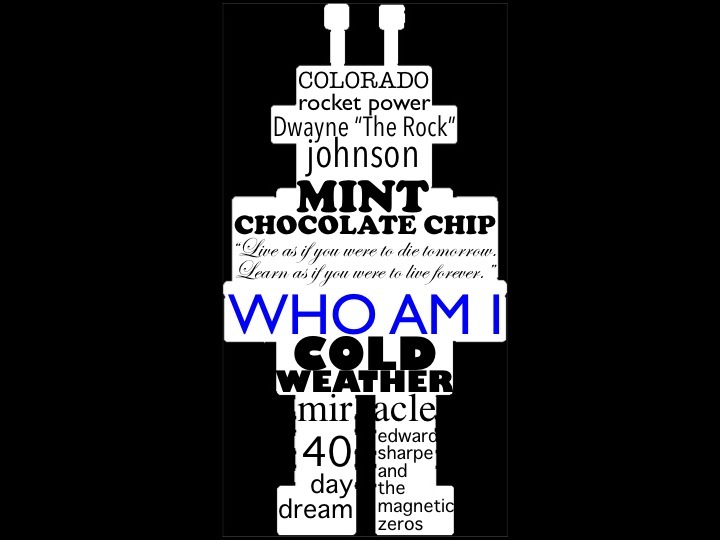 COLORADO
rocket power
Dwayne "The Rock"
johnson
MINT
CHOCOLATE CHIP
"Live as if you were to die tomorrow.
Learn as if you were to live forever."
WHO AM I
COLD
WEATHER
miracle
40
day
dream
edward
sharpe
and
the
magnetic
zeros